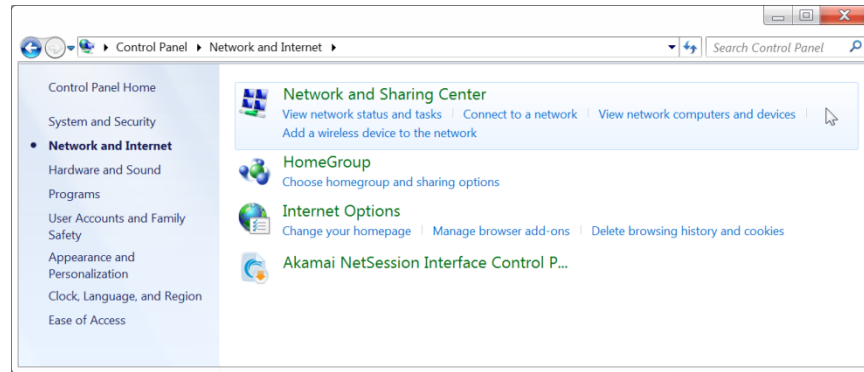 Control Panel ▸ Network and Internet ▸
Search Control Panel
Control Panel Home
System and Security
• Network and Internet
Hardware and Sound
Programs
User Accounts and Family
Safety
Appearance and
Personalization
Clock, Language, and Region
Ease of Access
Network and Sharing Center
View network status and tasks | Connect to a network | View network computers and devices |
Add a wireless device to the network
HomeGroup
Choose homegroup and sharing options
Internet Options
Change your homepage | Manage browser add-ons | Delete browsing history and cookies
Akamai NetSession Interface Control P...